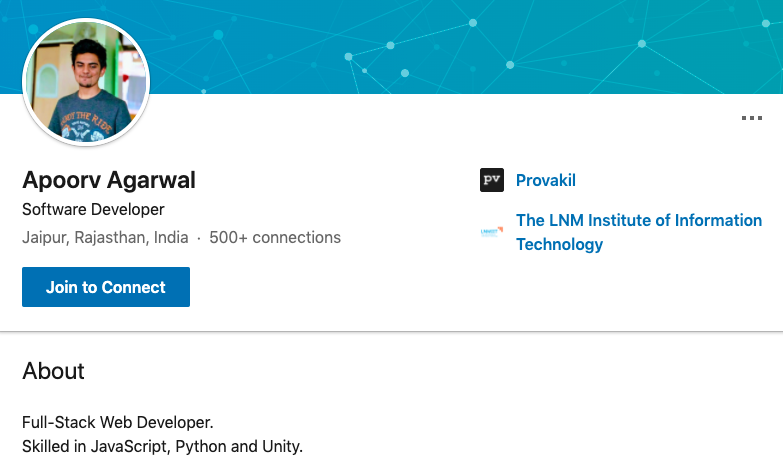 Apoorv Agarwal
Software Developer
Jaipur, Rajasthan, India · 500+ connections
Join to Connect
pv Provakil
The LNM Institute of Information
Technology
About
Full-Stack Web Developer.
Skilled in JavaScript, Python and Unity.